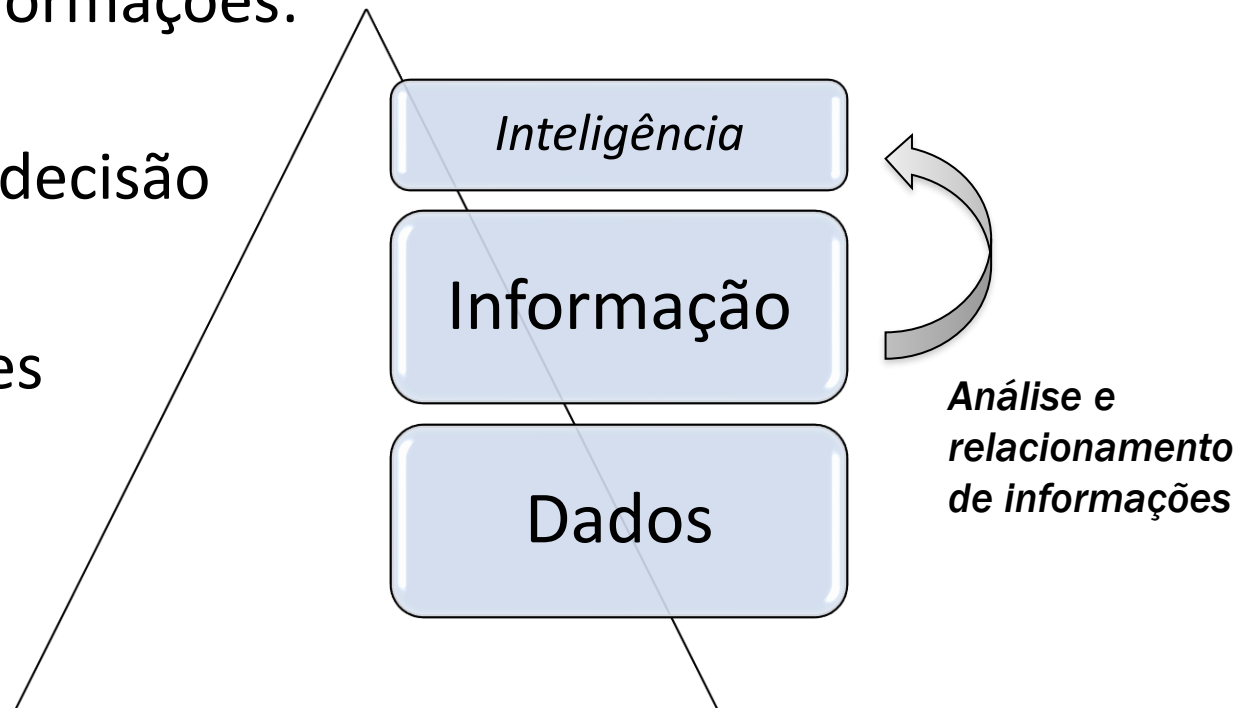 ormações.
decisão
es
Inteligência
Informação
Dados
Análise e
relacionamento
de informações